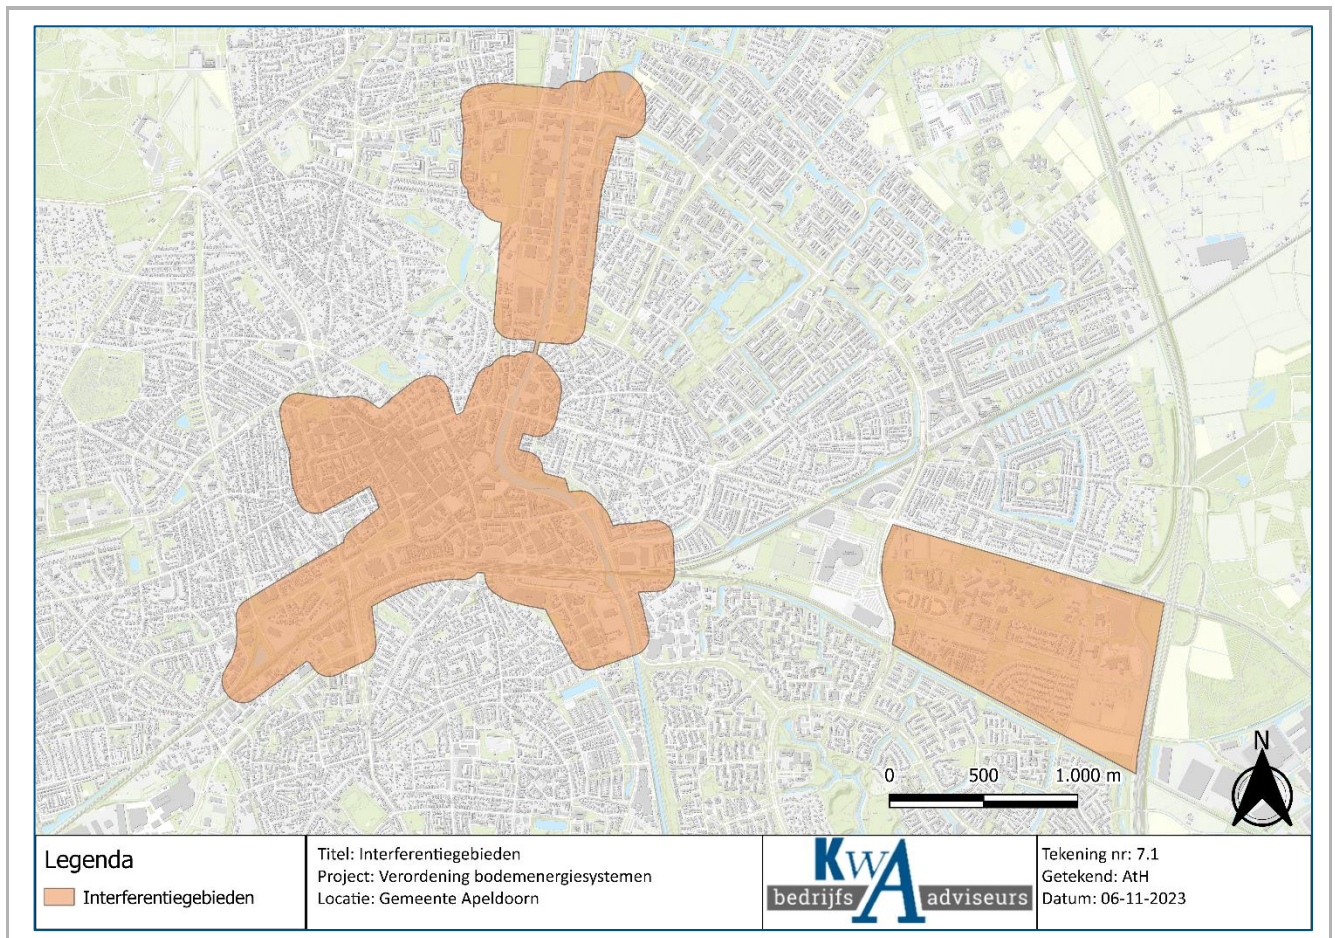 N
0 500 1.000 m
Legenda
Interferentiegebieden
Titel: Interferentiegebieden
Project: Verordening bodemenergiesystemen
Locatie: Gemeente Apeldoorn
KWA
bedrijfs adviseurs
Tekening nr: 7.1
Getekend: AtH
Datum: 06-11-2023